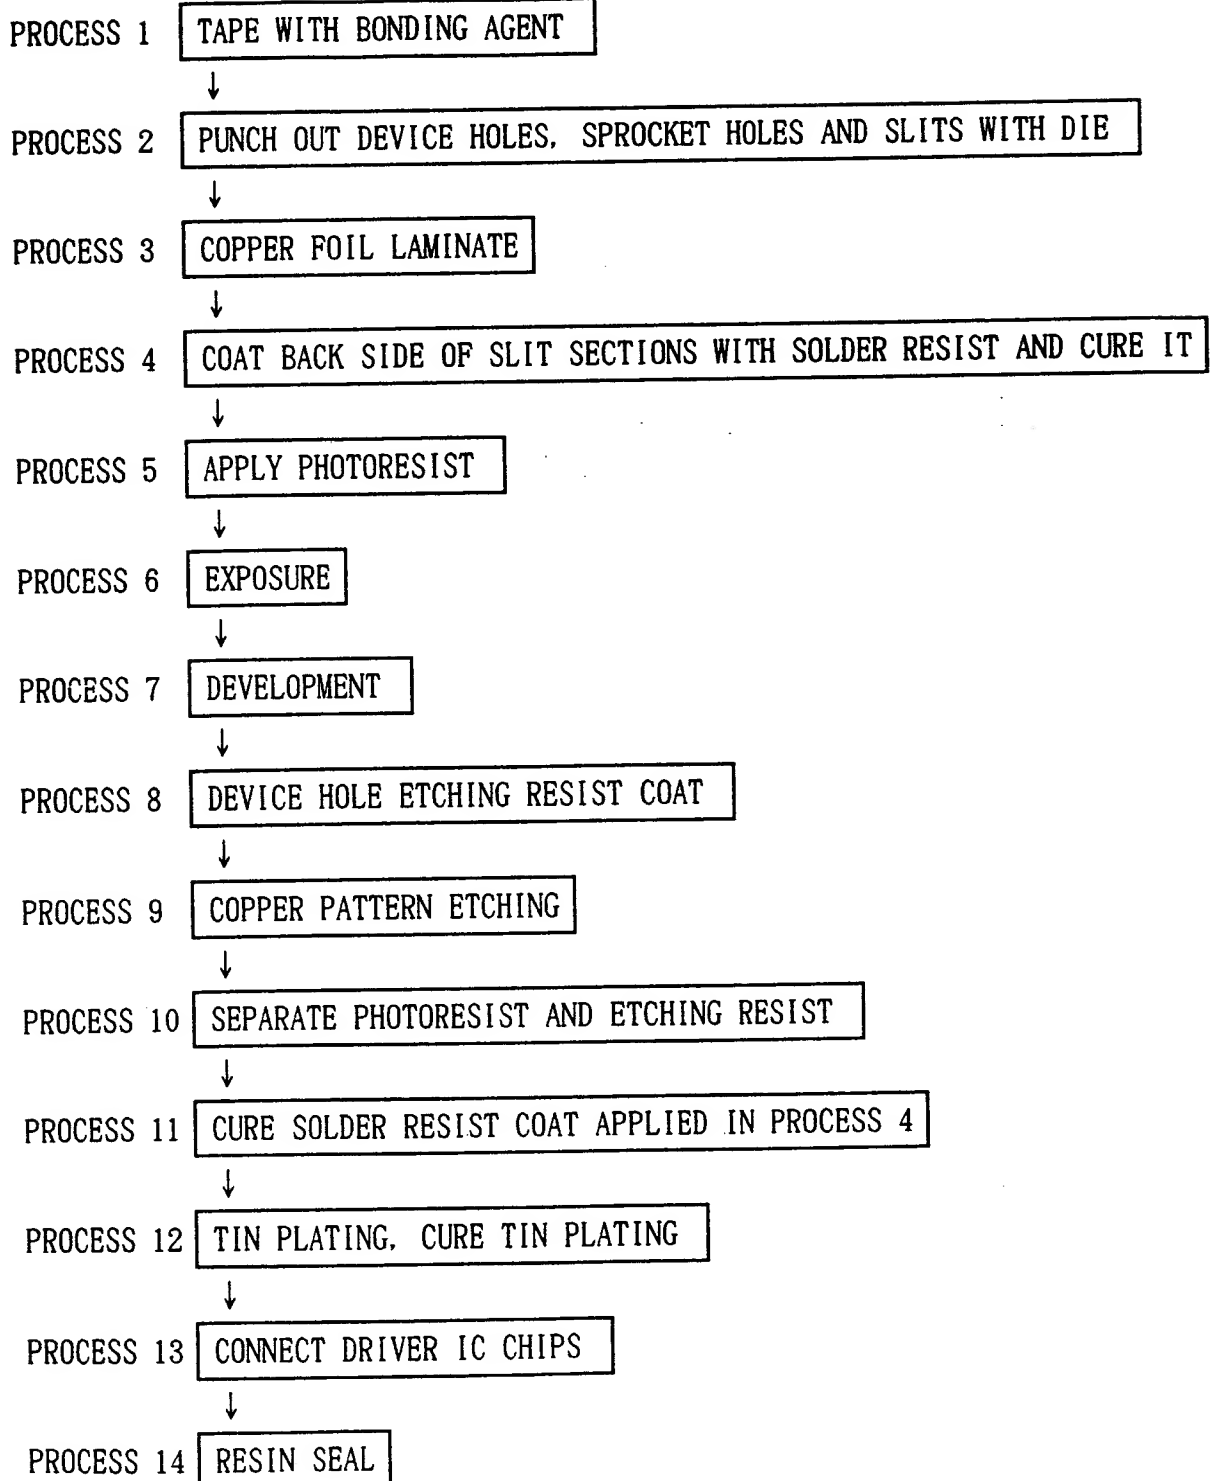 PROCESS 1 TAPE WITH BONDING AGENT
↓
PROCESS 2 PUNCH OUT DEVICE HOLES, SPROCKET HOLES AND SLITS WITH DIE
↓
PROCESS 3 COPPER FOIL LAMINATE
↓
PROCESS 4 COAT BACK SIDE OF SLIT SECTIONS WITH SOLDER RESIST AND CURE IT
↓
PROCESS 5 APPLY PHOTORESIST
↓
PROCESS 6 EXPOSURE
↓
PROCESS 7 DEVELOPMENT
↓
PROCESS 8 DEVICE HOLE ETCHING RESIST COAT
↓
PROCESS 9 COPPER PATTERN ETCHING
↓
PROCESS 10 SEPARATE PHOTORESIST AND ETCHING RESIST
↓
PROCESS 11 CURE SOLDER RESIST COAT APPLIED IN PROCESS 4
↓
PROCESS 12 TIN PLATING, CURE TIN PLATING
↓
PROCESS 13 CONNECT DRIVER IC CHIPS
↓
PROCESS 14 RESIN SEAL